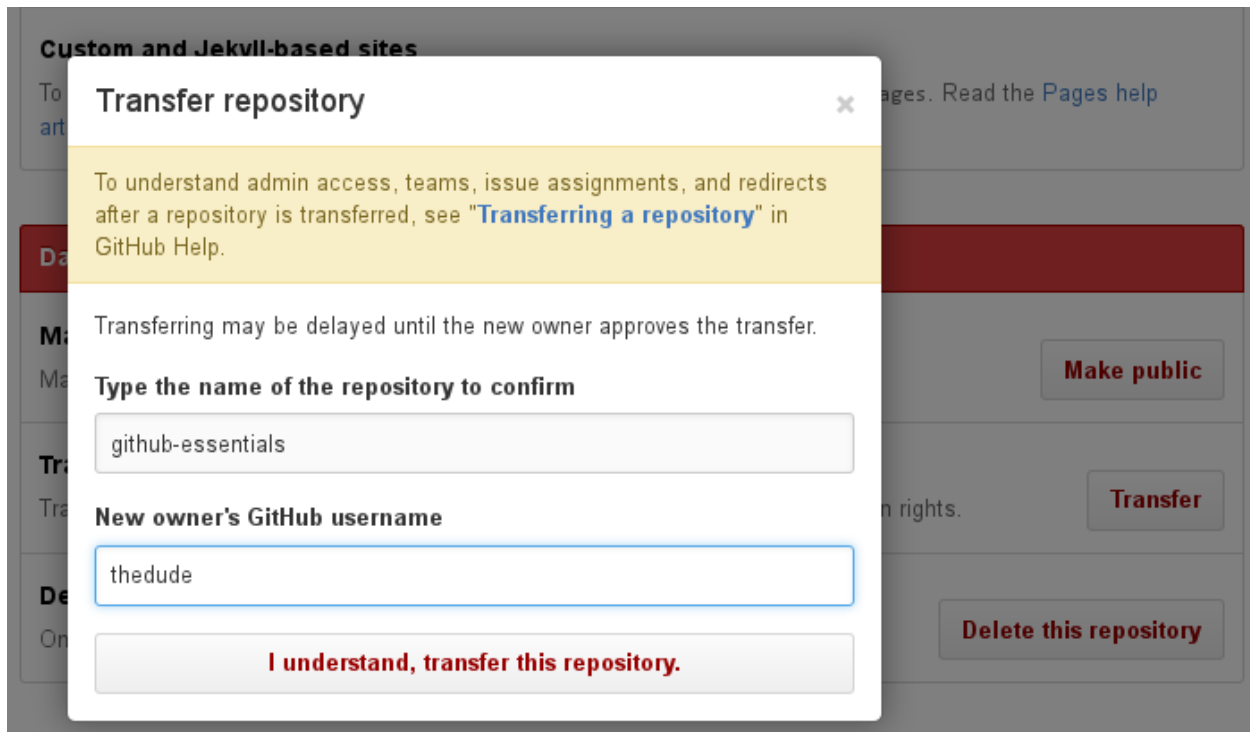 Custom and Jekyll-based sites
To
ages. Read the Pages help
art
Transfer repository
×
To understand admin access, teams, issue assignments, and redirects
after a repository is transferred, see "Transferring a repository" in
GitHub Help.
Da
Transferring may be delayed until the new owner approves the transfer.
Ma
Ma
Make public
Type the name of the repository to confirm
github-essentials
Tra
Tra
n rights.
Transfer
New owner's GitHub username
thedude
De
On
Delete this repository
I understand, transfer this repository.